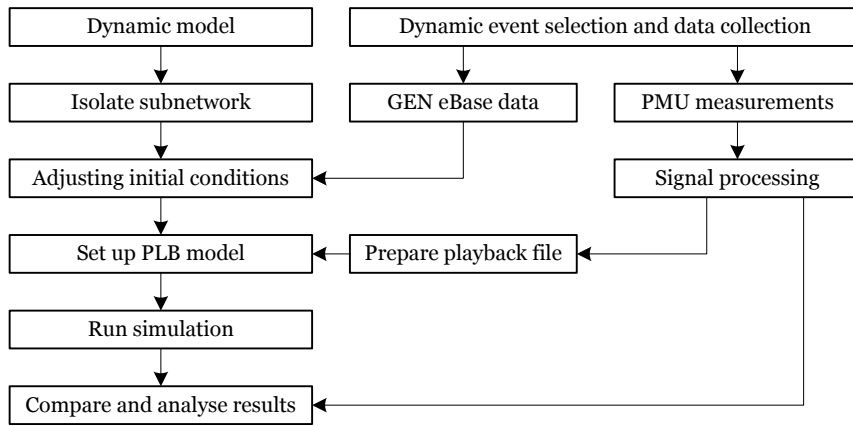 Dynamic model
Dynamic event selection and data collection
Isolate subnetwork
GEN eBase data
PMU measurements
Adjusting initial conditions
Signal processing
Set up PLB model
Prepare playback file
Run simulation
Compare and analyse results